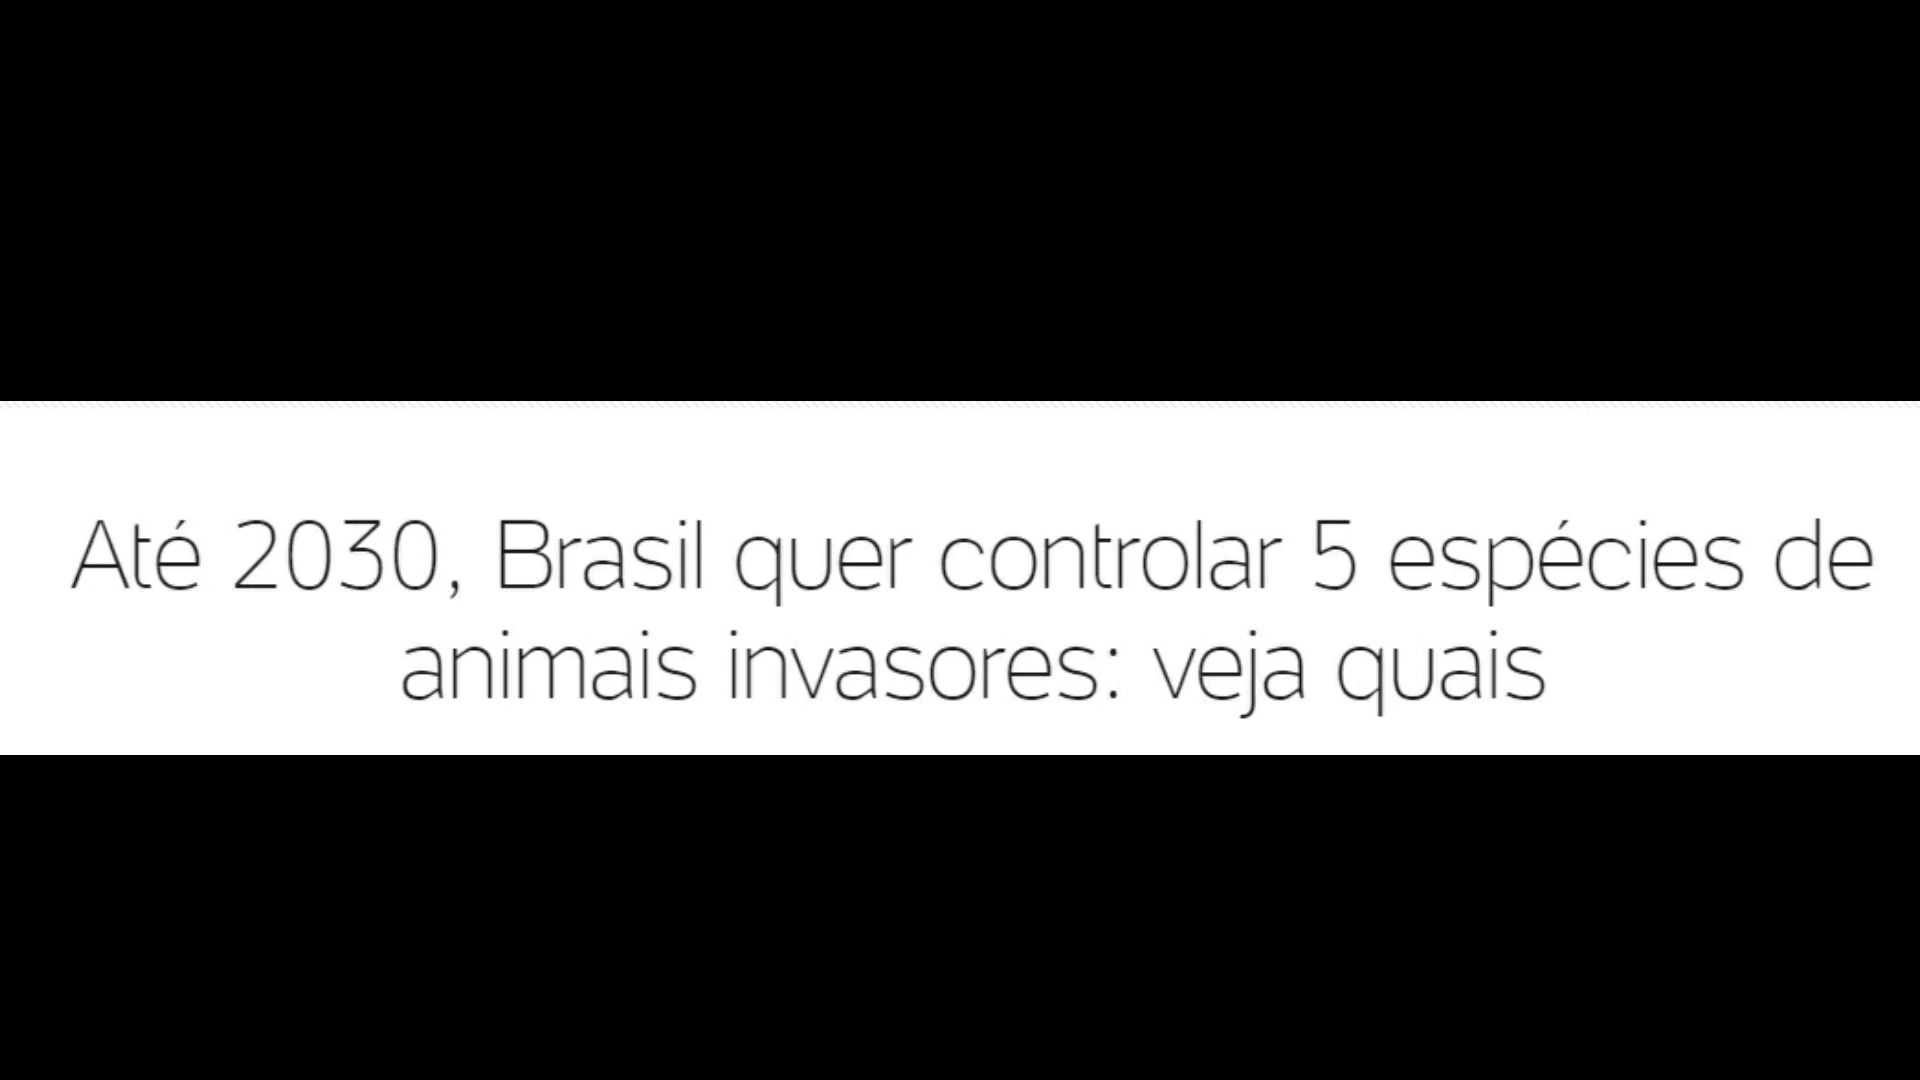 Até 2030, Brasil quer controlar 5 espécies de
animais invasores: veja quais